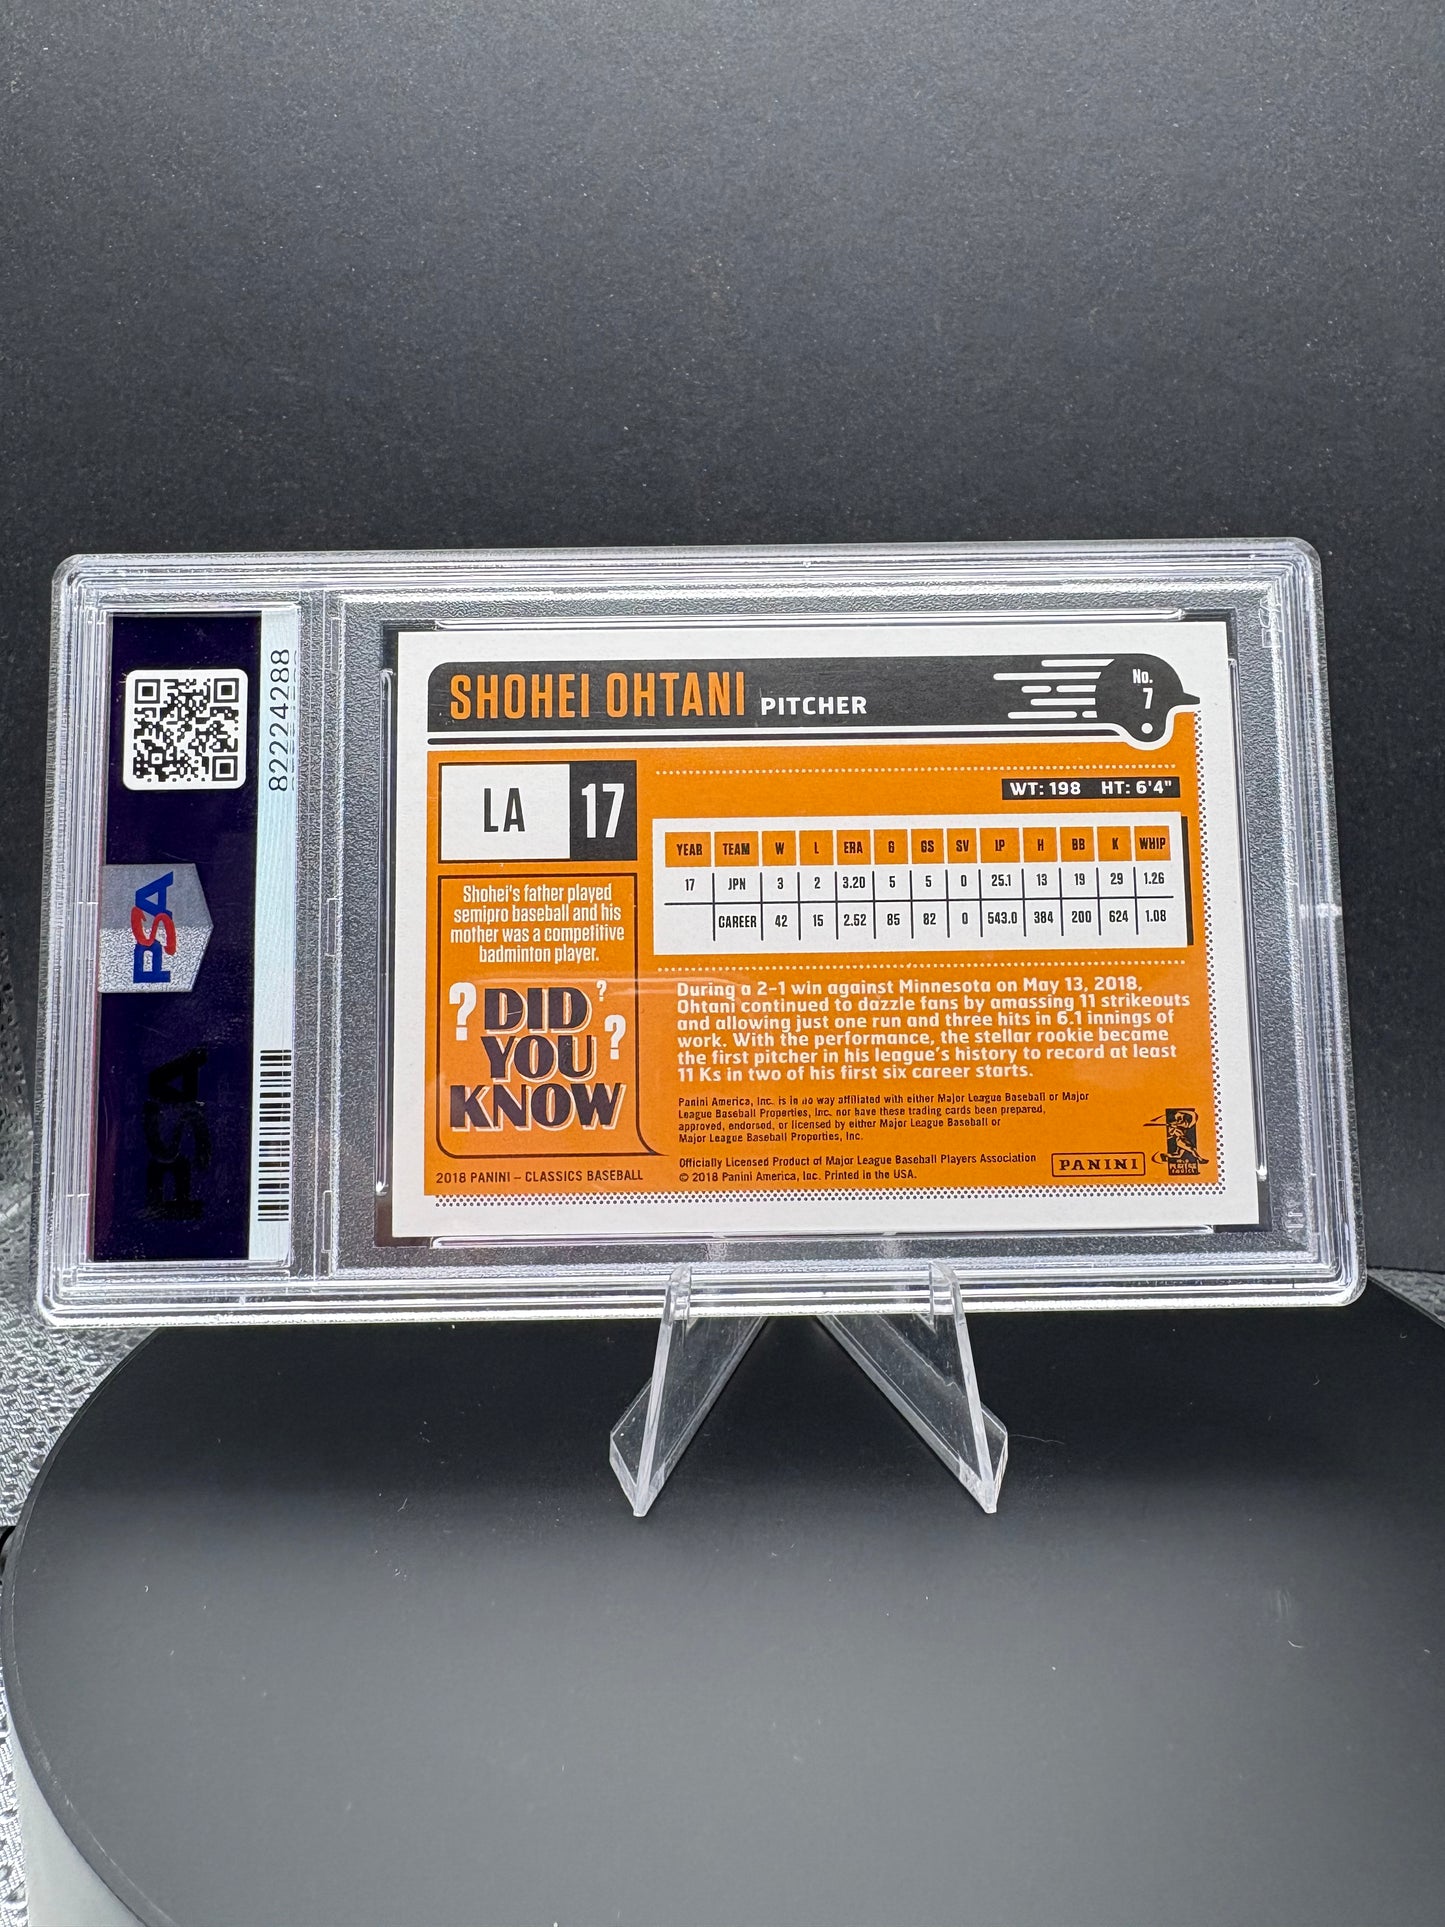 82224288
PSA
PSA
SHOHEI OHTANI PITCHER
No.
7
LA 17
WT: 198 HT: 6'4"
YEAR TEAM W L ERA G GS SV IP H BB K WHIP
17 JPN 3 2 3.20 5 5 0 25.1 13 19 29 1.26
CAREER 42 15 2.52 85 82 0 543.0 384 200 624 1.08
Shohei's father played
semipro baseball and his
mother was a competitive
badminton player.
? DID ?
YOU ?
KNOW
During a 2-1 win against Minnesota on May 13, 2018,
Ohtani continued to dazzle fans by amassing 11 strikeouts
and allowing just one run and three hits in 6.1 innings of
work. With the performance, the stellar rookie became
the first pitcher in his league's history to record at least
11 Ks in two of his first six career starts.
Panini America, Inc. is in no way affiliated with either Major League Baseball or Major
League Baseball Properties, Inc. nor have these trading cards been prepared,
approved, endorsed, or licensed by either Major League Baseball or
Major League Baseball Properties, Inc.
Officially Licensed Product of Major League Baseball Players Association
© 2018 Panini America, Inc. Printed in the USA.
PANINI
2018 PANINI – CLASSICS BASEBALL